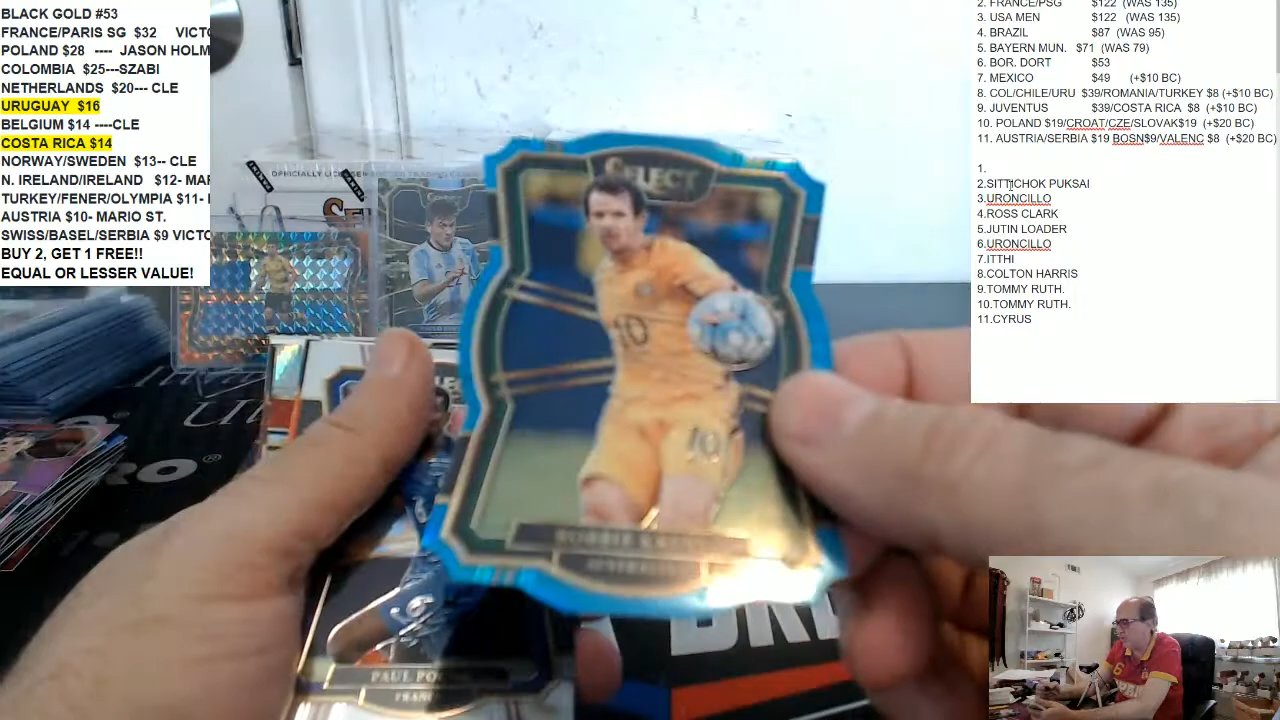 BLACK GOLD #53
FRANCE/PARIS SG $32 VICTO
POLAND $28 ---- JASON HOLM
COLOMBIA $25---SZABI
NETHERLANDS $20--- CLE
URUGUAY $16
BELGIUM $14 ----CLE
COSTA RICA $14
NORWAY/SWEDEN $13-- CLE
N. IRELAND/IRELAND $12- MAR
TURKEY/FENER/OLYMPIA $11-
AUSTRIA $10- MARIO ST.
SWISS/BASEL/SERBIA $9 VICTO
BUY 2, GET 1 FREE!!
EQUAL OR LESSER VALUE!
2. FRANCE/PSG $122 (WAS 135)
3. USA MEN $122 (WAS 135)
4. BRAZIL $87 (WAS 95)
5. BAYERN MUN. $71 (WAS 79)
6. BOR. DORT $53
7. MEXICO $49 (+$10 BC)
8. COL/CHILE/URU $39/ROMANIA/TURKEY $8 (+$10 BC)
9. JUVENTUS $39/COSTA RICA $8 (+$10 BC)
10. POLAND $19/CROAT/CZE/SLOVAK$19 (+$20 BC)
11. AUSTRIA/SERBIA $19 BOSN$9/VALENC $8 (+$20 BC)
1.
2.SITTICHOK PUKSAI
3.URONCILLO
4.ROSS CLARK
5.JUTIN LOADER
6.URONCILLO
7.ITTHI
8.COLTON HARRIS
9.TOMMY RUTH.
10.TOMMY RUTH.
11.CYRUS
OFFICIALLY LICENSE
SELECT
10
10
ROBBIE
PAUL PO
FRANC